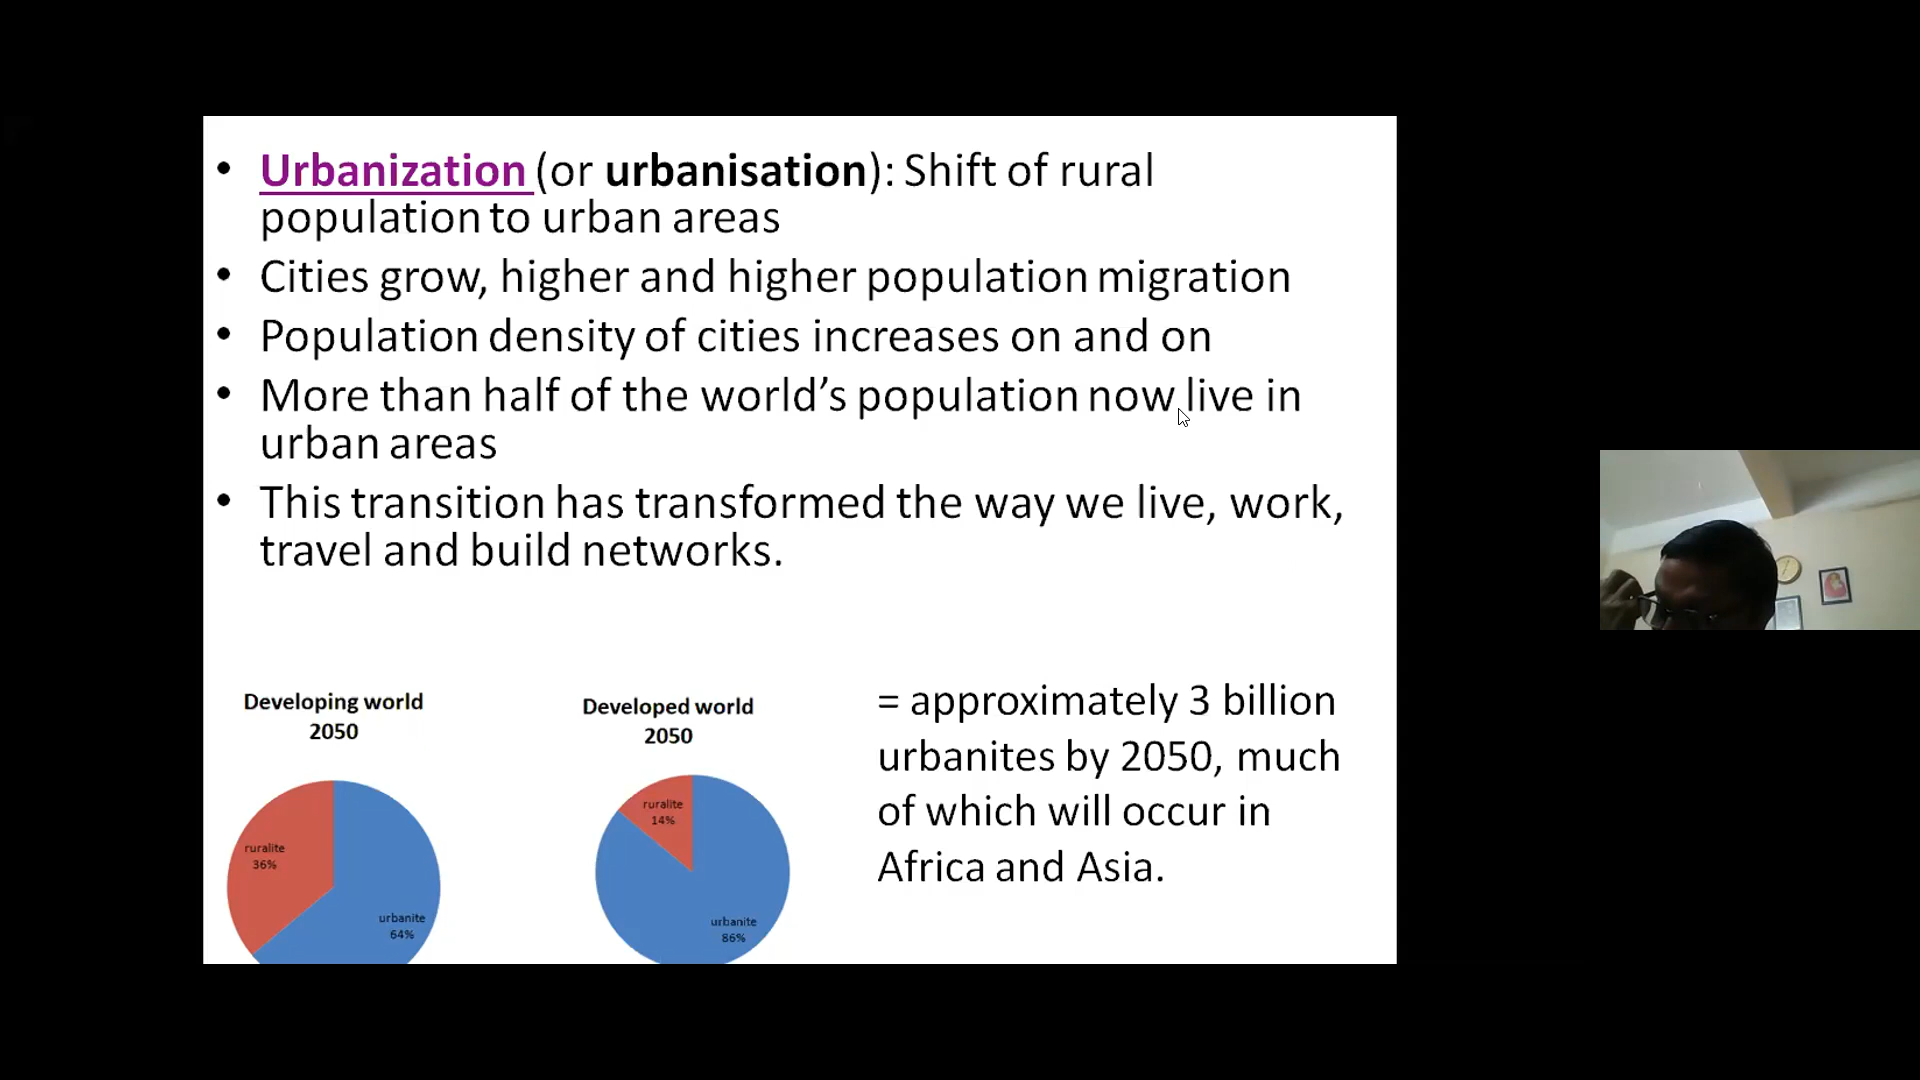 • Urbanization (or urbanisation): Shift of rural
population to urban areas
• Cities grow, higher and higher population migration
• Population density of cities increases on and on
• More than half of the world’s population now live in
urban areas
• This transition has transformed the way we live, work,
travel and build networks.
Developing world
2050
ruralite
36%
urbanite
64%
Developed world
2050
ruralite
14%
urbanite
86%
= approximately 3 billion
urbanites by 2050, much
of which will occur in
Africa and Asia.